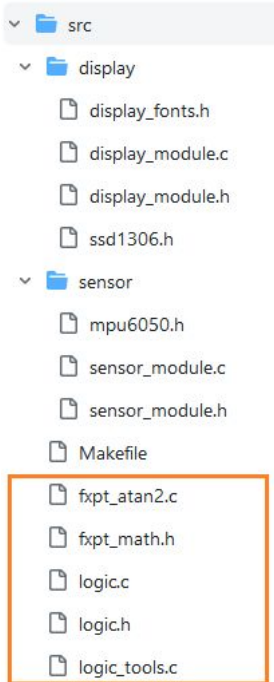 src
display
display_fonts.h
display_module.c
display_module.h
ssd1306.h
sensor
mpu6050.h
sensor_module.c
sensor_module.h
Makefile
fxpt_atan2.c
fxpt_math.h
logic.c
logic.h
logic_tools.c